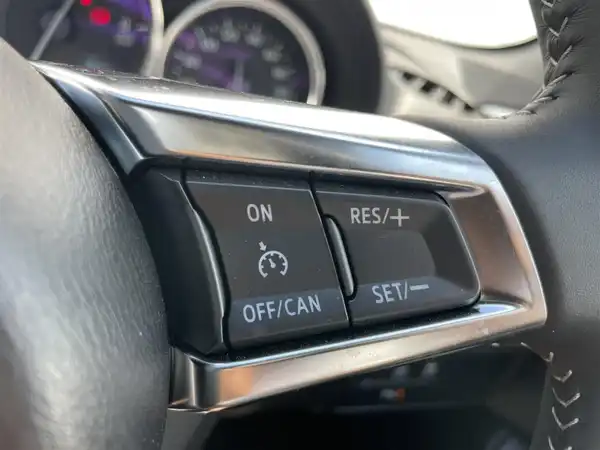 ON
OFF/CAN
RES/+
SET/−